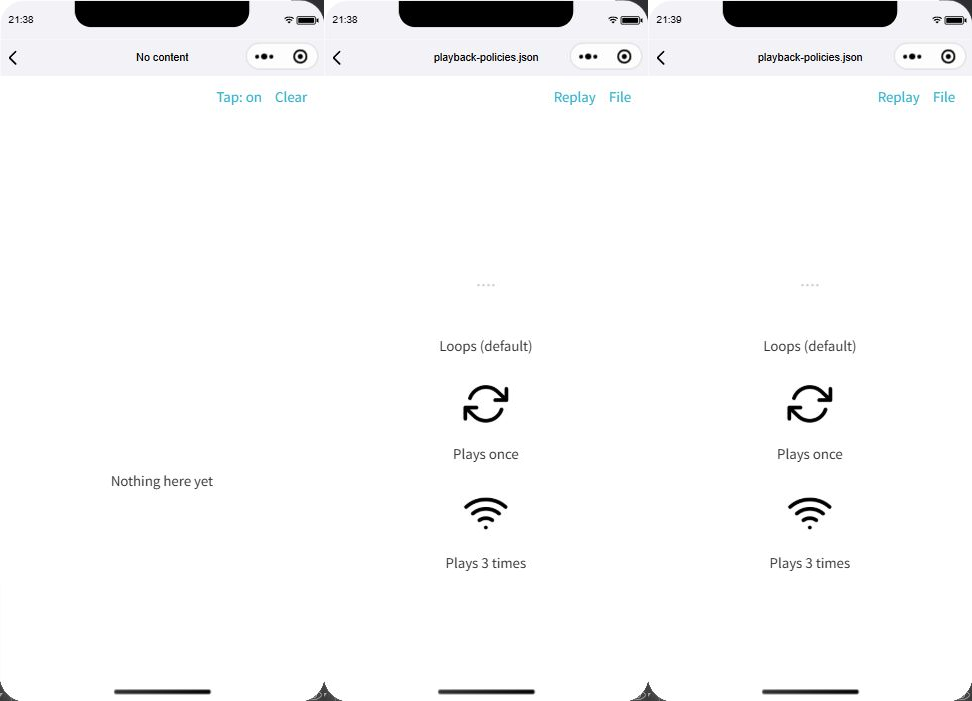 21:38
No content
Tap: on Clear
Nothing here yet
21:38
playback-policies.json
Replay File
Loops (default)
Plays once
Plays 3 times
21:39
playback-policies.json
Replay File
Loops (default)
Plays once
Plays 3 times